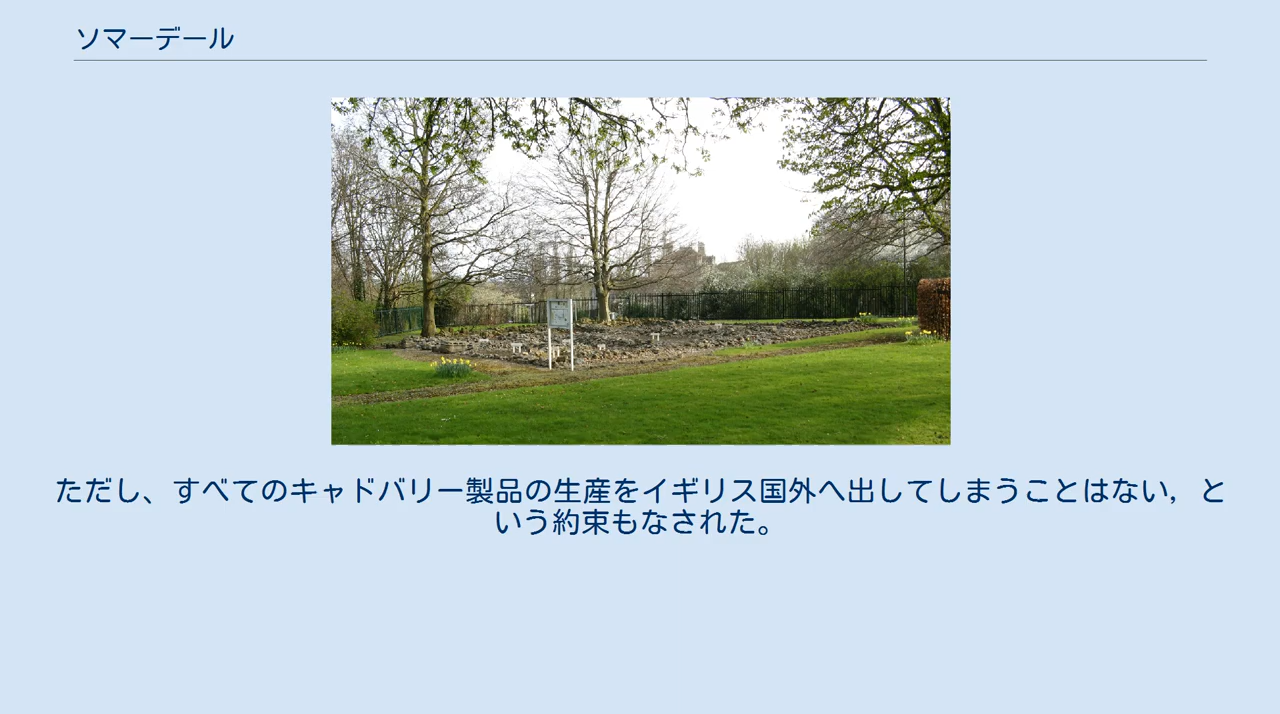 ソマーデール
ただし、すべてのキャドバリー製品の生産をイギリス国外へ出してしまうことはない，と
いう約束もなされた。